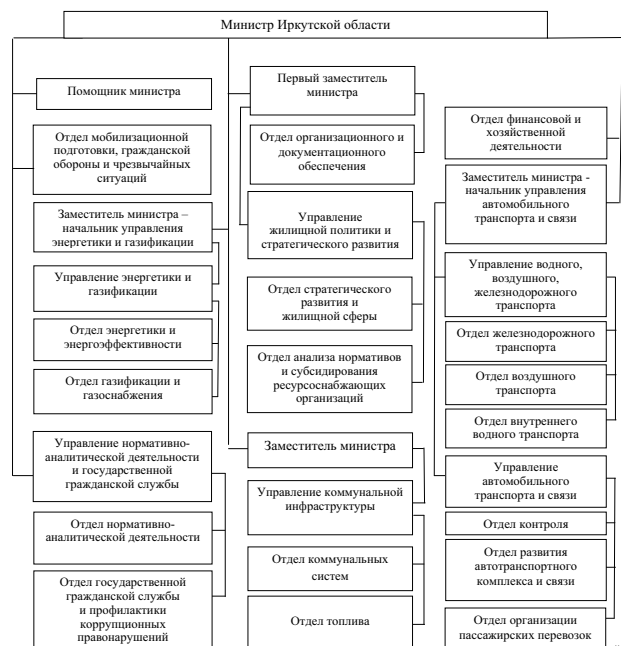 Министр Иркутской области
Помощник министра
Отдел мобилизационной
подготовки, гражданской
обороны и чрезвычайных
ситуаций
Заместитель министра –
начальник управления
энергетики и газификации
Управление энергетики и
газификации
Отдел энергетики и
энергоэффективности
Отдел газификации и
газоснабжения
Управление нормативно-
аналитической деятельности
и государственной
гражданской службы
Отдел нормативно-
аналитической деятельности
Отдел государственной
гражданской службы
и профилактики
коррупционных
правонарушений
Первый заместитель
министра
Отдел организационного и
документационного
обеспечения
Управление
жилищной политики и
стратегического развития
Отдел стратегического
развития и
жилищной сферы
Отдел анализа нормативов
и субсидирования
ресурсоснабжающих
организаций
Заместитель министра
Управление коммунальной
инфраструктуры
Отдел коммунальных
систем
Отдел топлива
Отдел финансовой и
хозяйственной
деятельности
Заместитель министра -
начальник управления
автомобильного
транспорта и связи
Управление водного,
воздушного,
железнодорожного
транспорта
Отдел железнодорожного
транспорта
Отдел воздушного
транспорта
Отдел внутреннего
водного транспорта
Управление
автомобильного
транспорта и связи
Отдел контроля
Отдел развития
автотранспортного
комплекса и связи
Отдел организации
пассажирских перевозок